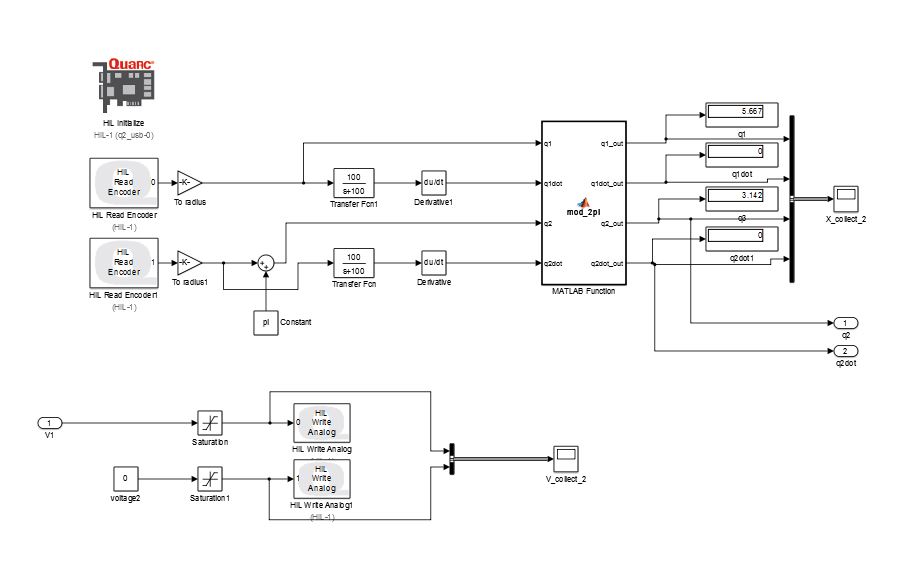 Quanc
HIL Initialize
HIL-1 (q2_usb-0)
HIL
Read
Encoder
0
HIL Read Encoder
(HIL-1)
-K-
To radius
100
s+100
Transfer Fcn1
du/dt
Derivative1
HIL
Read
Encoder
1
HIL Read Encoder1
(HIL-1)
-K-
To radius1
+
+
pi
Constant
100
s+100
Transfer Fcn
du/dt
Derivative
q1
q1dot
q2
q2dot
mod_2pi
q1_out
q1dot_out
q2_out
q2dot_out
MATLAB Function
5.667
q1
0
q1dot
3.142
q3
0
q2dot1
X_collect_2
1
q2
2
q2dot
1
V1
Saturation
0
HIL
Write
Analog
HIL Write Analog
0
voltage2
Saturation1
1
HIL
Write
Analog
HIL Write Analog1
(HIL-1)
V_collect_2